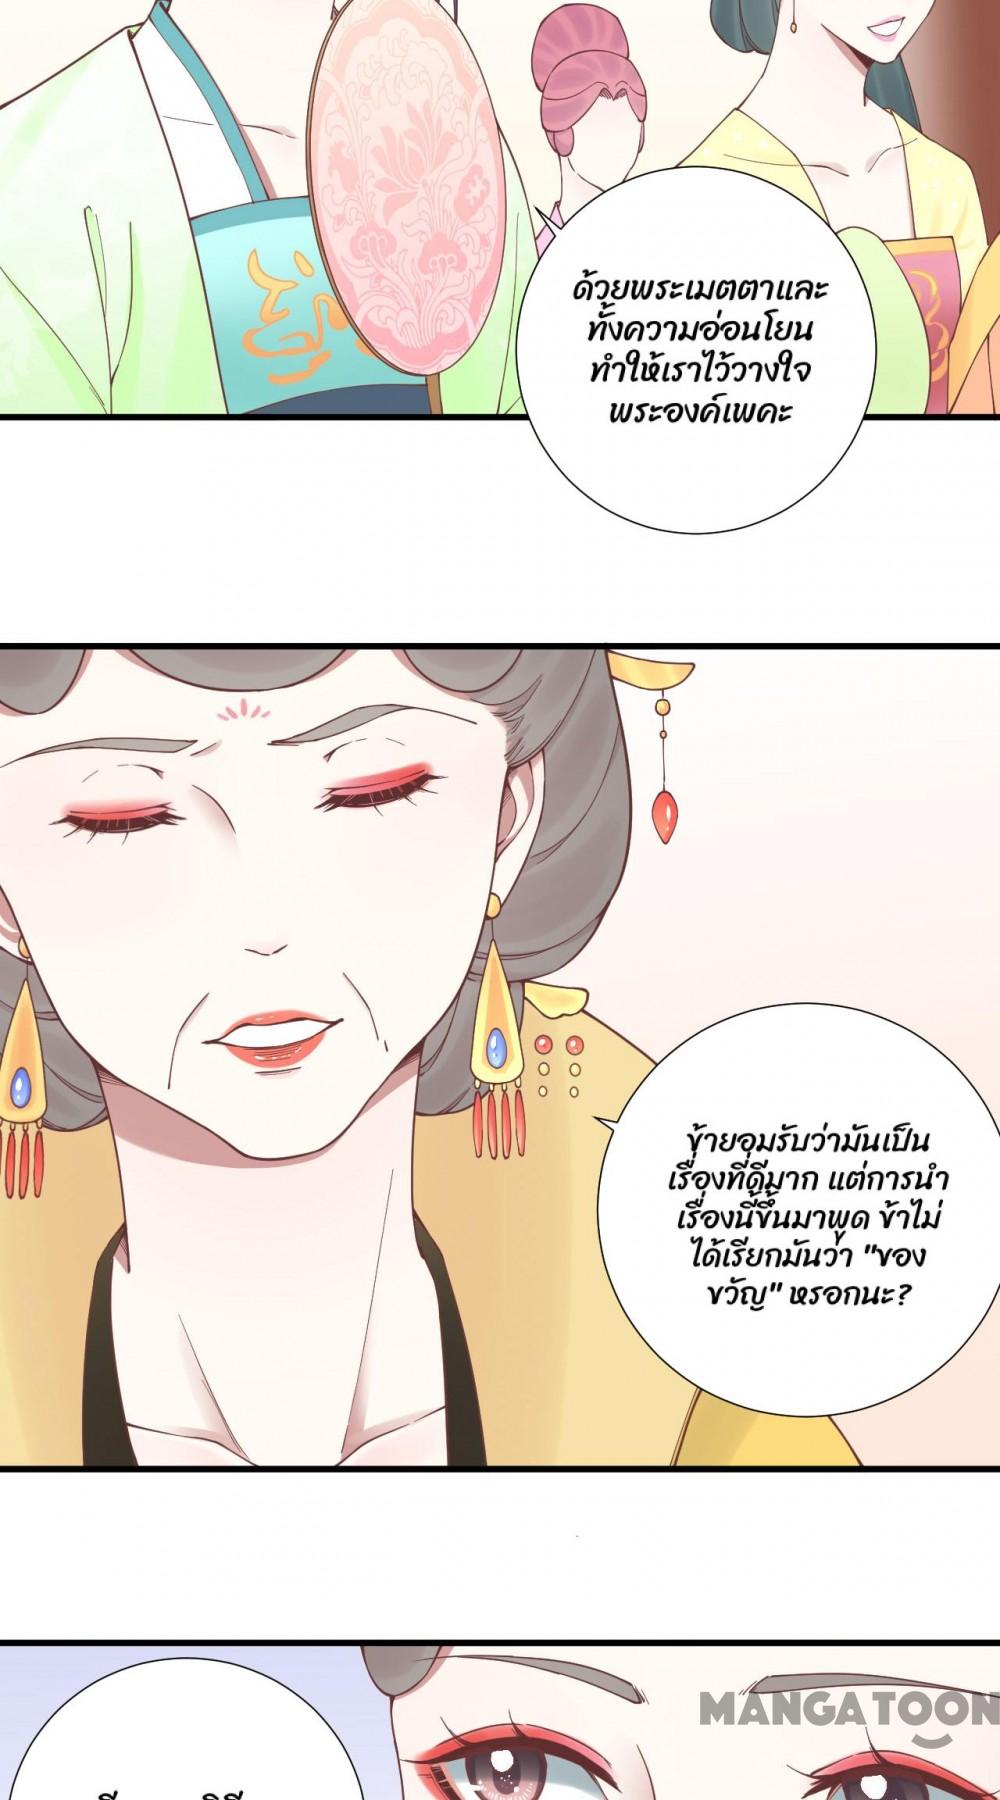 ด้วยพระเมตตาและ
ทั้งความอ่อนโยน
ทำให้เราไว้วางใจ
พระองค์เพคะ
ข้ายอมรับว่ามันเป็น
เรื่องที่ดีมาก แต่การนำ
เรื่องนี้ขึ้นมาพูด ข้าไม่
ได้เรียกมันว่า "ของ
ขวัญ" หรอกนะ?
MANGATOON